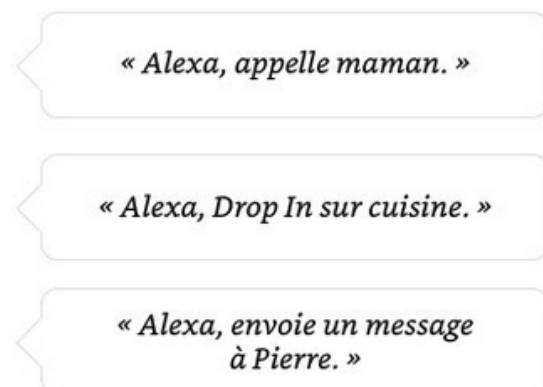 « Alexa, appelle maman. »
« Alexa, Drop In sur cuisine. »
« Alexa, envoie un message
à Pierre. »